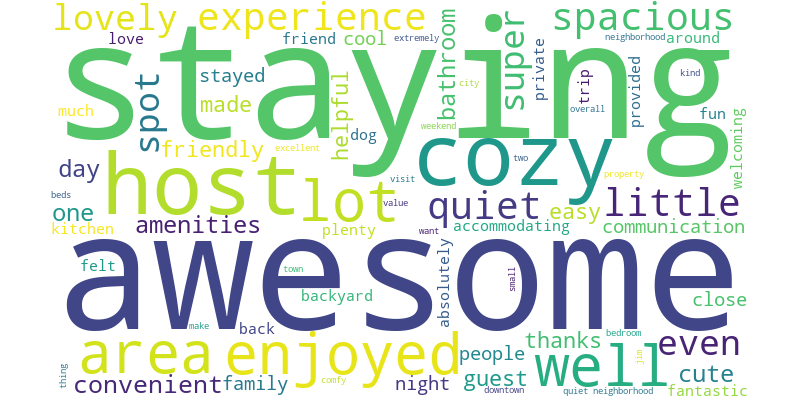 lovely
experience
spacious
love
friend
cool
extremely
neighborhood
around
staying
super
bathroom
private
trip
kind
city
overall
provided
spot
stayed
made
much
helpful
dog
fun
weekend
welcoming
friendly
excellent
day
host
lot
cozy
two
property
visit
beds
value
quiet
little
one
amenities
easy
kitchen
plenty
want
accommodating
communication
awesome
felt
town
absolutely
small
backyard
close
make
back
area
enjoyed
thanks
bedroom
even
people
well
jim
thing
convenient
family
comfy
night
guest
downtown
quiet neighborhood
cute
fantastic